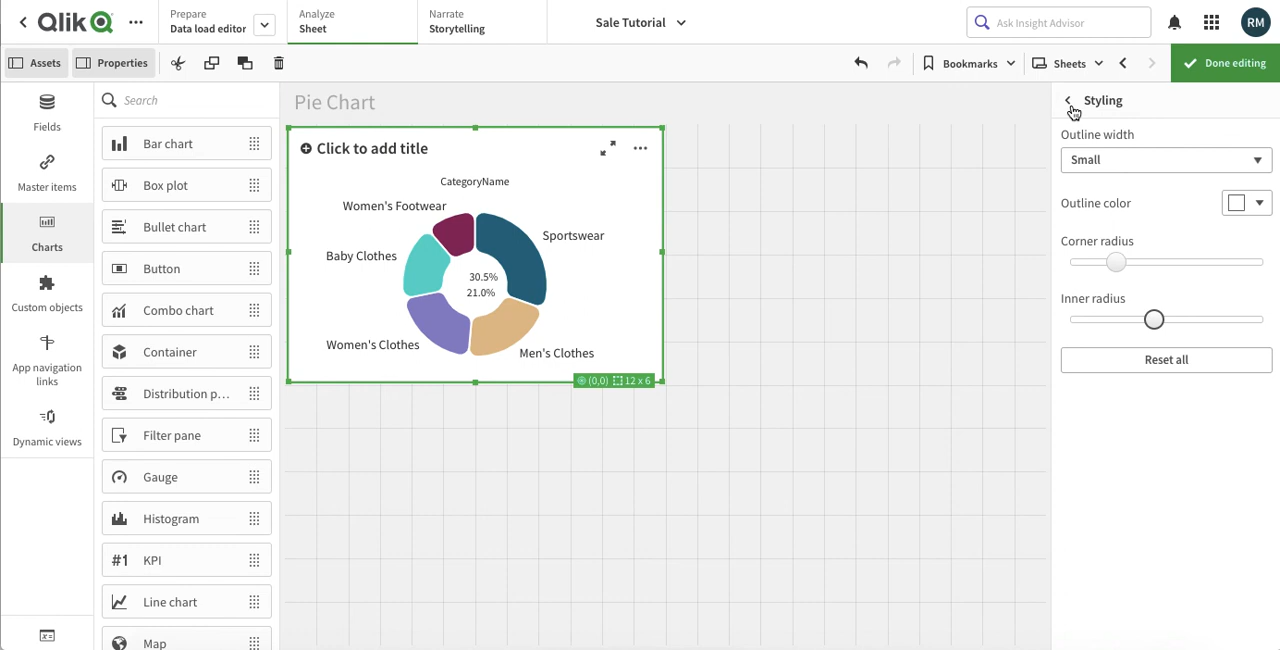 Qlik
Prepare
Data load editor
Analyze
Sheet
Narrate
Storytelling
Sale Tutorial
Ask Insight Advisor
RM
Assets
Properties
Bookmarks
Sheets
Done editing
Fields
Master items
Charts
Custom objects
App navigation
links
Dynamic views
Search
Bar chart
Box plot
Bullet chart
Button
Combo chart
Container
Distribution p...
Filter pane
Gauge
Histogram
#1 KPI
Line chart
Map
Pie Chart
Click to add title
CategoryName
Women's Footwear
Sportswear
Baby Clothes
30.5%
21.0%
Women's Clothes
Men's Clothes
(0,0) 12 x 6
Styling
Outline width
Small
Outline color
Corner radius
Inner radius
Reset all